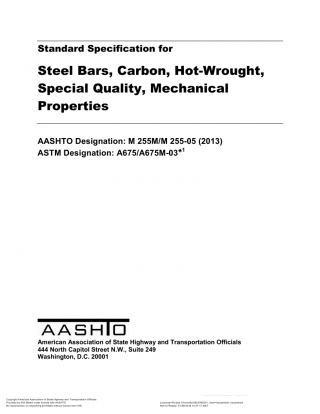 Standard Specification for
Steel Bars, Carbon, Hot-Wrought,
Special Quality, Mechanical
Properties
AASHTO Designation: M 255M/M 255-05 (2013)
ASTM Designation: A675/A675M-03*¹
AASHTO
American Association of State Highway and Transportation Officials
444 North Capitol Street N.W., Suite 249
Washington, D.C. 20001